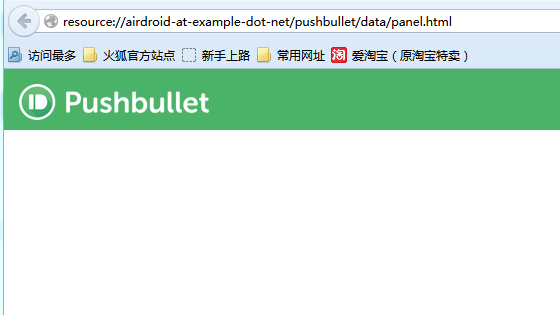 resource://airdroid-at-example-dot-net/pushbullet/data/panel.html
访问最多 火狐官方站点 新手上路 常用网址 淘 爱淘宝（原淘宝特卖）
Pushbullet